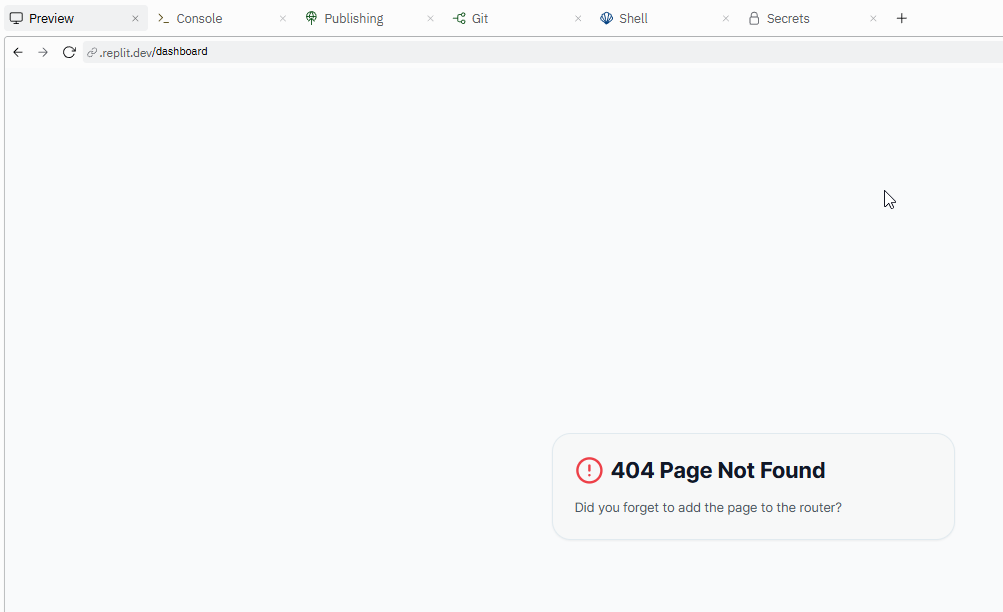 Preview
Console
Publishing
Git
Shell
Secrets
.replit.dev/dashboard
404 Page Not Found
Did you forget to add the page to the router?